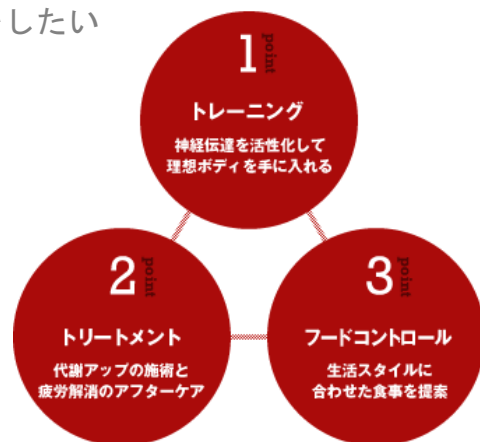 したい
1
point
トレーニング
神経伝達を活性化して
理想ボディを手に入れる
2
point
トリートメント
代謝アップの施術と
疲労解消のアフターケア
3
point
フードコントロール
生活スタイルに
合わせた食事を提案